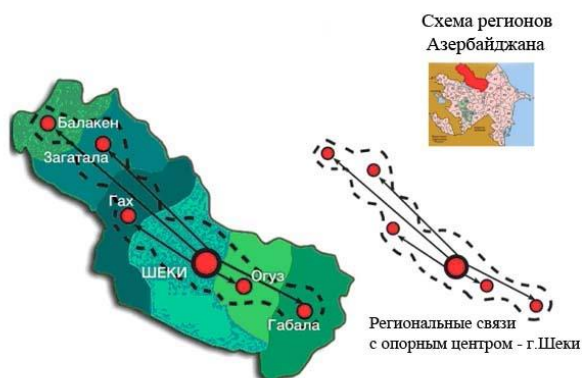 Схема регионов
Азербайджана
Балакен
Загатала
Гах
ШЕКИ
Огуз
Габала
Региональные связи
с опорным центром - г.Шеки